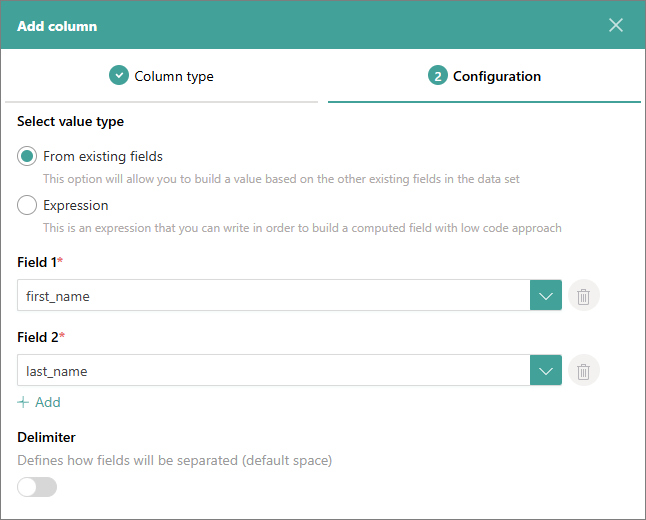 Add column
Column type
2 Configuration
Select value type
From existing fields
This option will allow you to build a value based on the other existing fields in the data set
Expression
This is an expression that you can write in order to build a computed field with low code approach
Field 1*
first_name
Field 2*
last_name
+ Add
Delimiter
Defines how fields will be separated (default space)